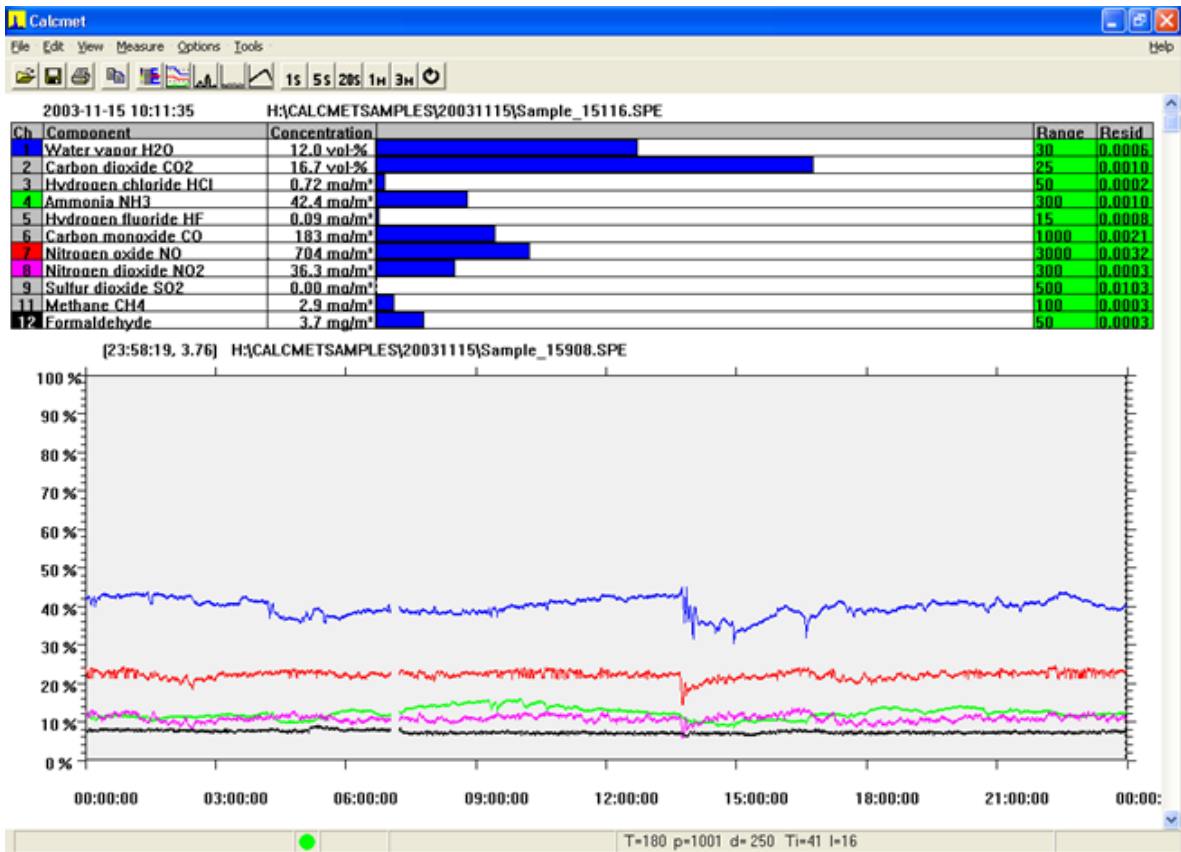 Calcmet
File Edit View Measure Options Tools Help
1S 5S 20S 1M 3M
2003-11-15 10:11:35 H:\CALCMETSAMPLES\20031115\Sample_15116.SPE
Ch Component Concentration Range Resid
1 Water vapor H2O 12.0 vol-% 30 0.0006
2 Carbon dioxide CO2 16.7 vol-% 25 0.0010
3 Hydrogen chloride HCl 0.72 mg/m³ 50 0.0002
4 Ammonia NH3 42.4 mg/m³ 300 0.0010
5 Hydrogen fluoride HF 0.09 mg/m³ 15 0.0008
6 Carbon monoxide CO 183 mg/m³ 1000 0.0021
7 Nitrogen oxide NO 704 mg/m³ 3000 0.0032
8 Nitrogen dioxide NO2 36.3 mg/m³ 300 0.0003
9 Sulfur dioxide SO2 0.00 mg/m³ 500 0.0103
11 Methane CH4 2.9 mg/m³ 100 0.0003
12 Formaldehyde 3.7 mg/m³ 50 0.0003
[23:58:19, 3.76] H:\CALCMETSAMPLES\20031115\Sample_15908.SPE
100 %
90 %
80 %
70 %
60 %
50 %
40 %
30 %
20 %
10 %
0 %
00:00:00 03:00:00 06:00:00 09:00:00 12:00:00 15:00:00 18:00:00 21:00:00 00:00:
T=180 p=1001 d= 250 Ti=41 I=16